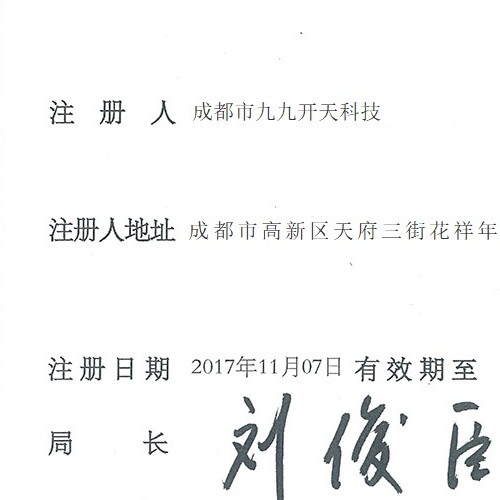 注册人 成都市九九开天科技
注册人地址 成都市高新区天府三街花祥年
注册日期 2017年11月07日 有效期至
局长 刘俊臣